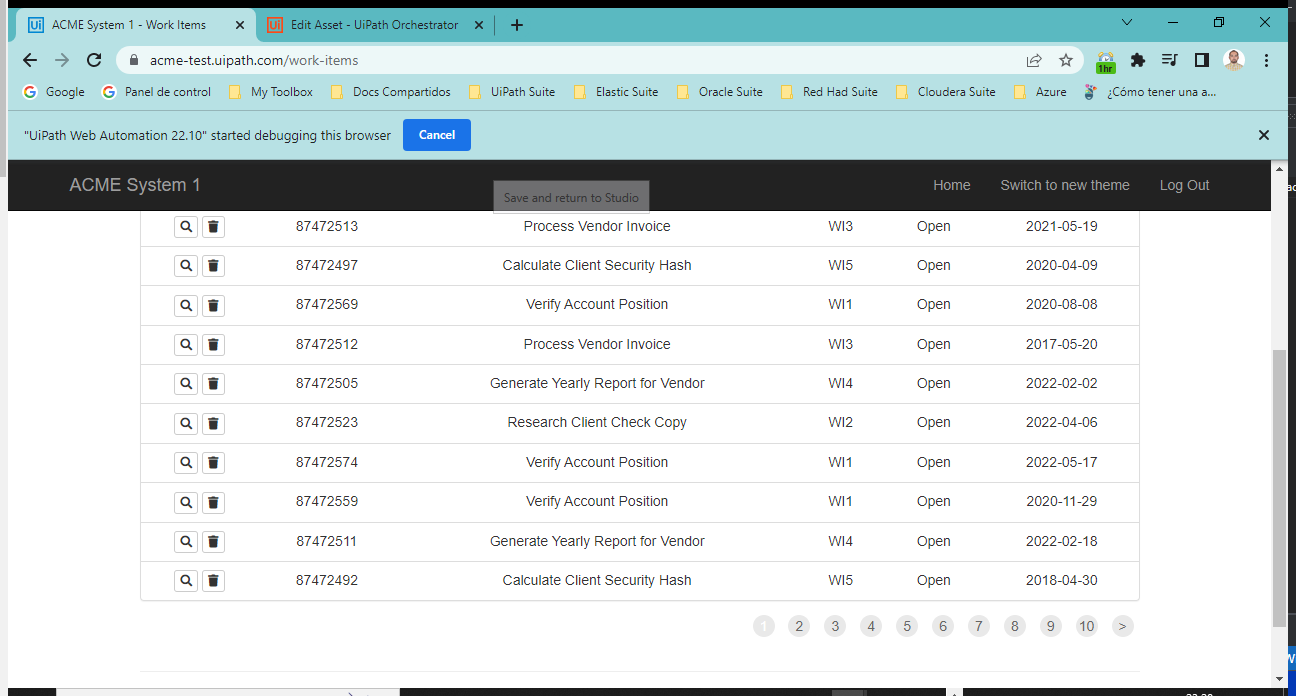 ACME System 1 - Work Items
Edit Asset - UiPath Orchestrator
acme-test.uipath.com/work-items
1hr
Google
Panel de control
My Toolbox
Docs Compartidos
UiPath Suite
Elastic Suite
Oracle Suite
Red Had Suite
Cloudera Suite
Azure
¿Cómo tener una a...
"UiPath Web Automation 22.10" started debugging this browser
Cancel
ACME System 1
Save and return to Studio
Home
Switch to new theme
Log Out
87472513 Process Vendor Invoice WI3 Open 2021-05-19
87472497 Calculate Client Security Hash WI5 Open 2020-04-09
87472569 Verify Account Position WI1 Open 2020-08-08
87472512 Process Vendor Invoice WI3 Open 2017-05-20
87472505 Generate Yearly Report for Vendor WI4 Open 2022-02-02
87472523 Research Client Check Copy WI2 Open 2022-04-06
87472574 Verify Account Position WI1 Open 2022-05-17
87472559 Verify Account Position WI1 Open 2020-11-29
87472511 Generate Yearly Report for Vendor WI4 Open 2022-02-18
87472492 Calculate Client Security Hash WI5 Open 2018-04-30
1 2 3 4 5 6 7 8 9 10 >